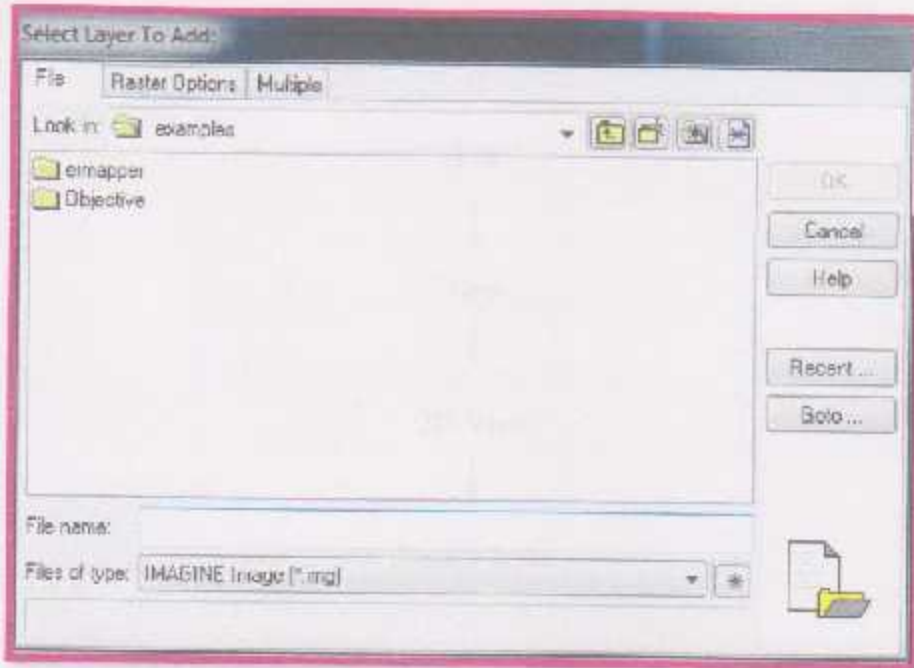 Select Layer To Add:
File Raster Options Multiple
Look in: examples
ermapper
Objective
OK
Cancel
Help
Recent ...
Goto ...
File name:
Files of type: IMAGINE Image (*.img)